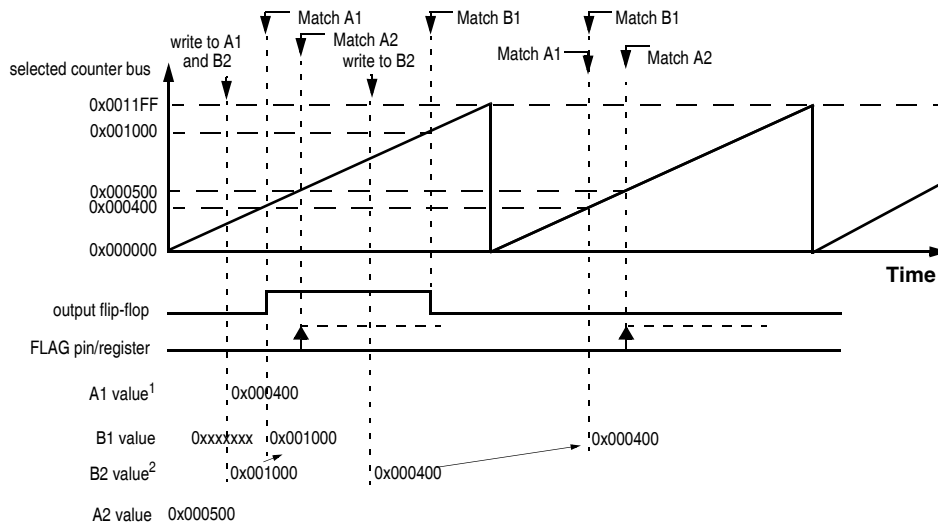 Match A1
Match B1
Match B1
write to A1
and B2
Match A2
write to B2
Match A1
Match A2
selected counter bus
0x0011FF
0x001000
0x000500
0x000400
0x000000
Time
output flip-flop
FLAG pin/register
A1 value1 0x000400
B1 value 0xxxxxxx 0x001000 0x000400
B2 value2 0x001000 0x000400
A2 value 0x000500